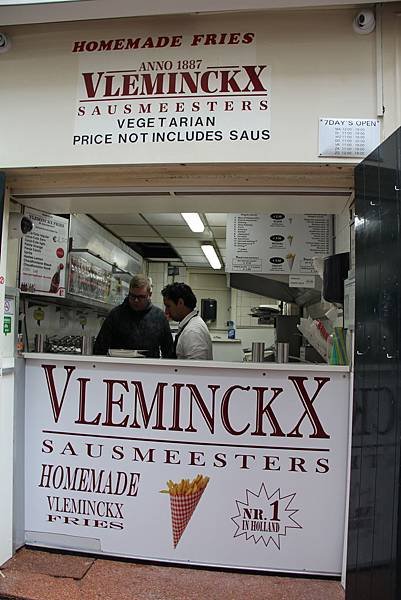 HOMEMADE FRIES
ANNO 1887
VLEMINCKX
SAUSMEESTERS
VEGETARIAN
PRICE NOT INCLUDES SAUS
"7DAY'S OPEN"
VLEMINCKX
SAUSMEESTERS
HOMEMADE
VLEMINCKX
FRIES
NR. 1
IN HOLLAND